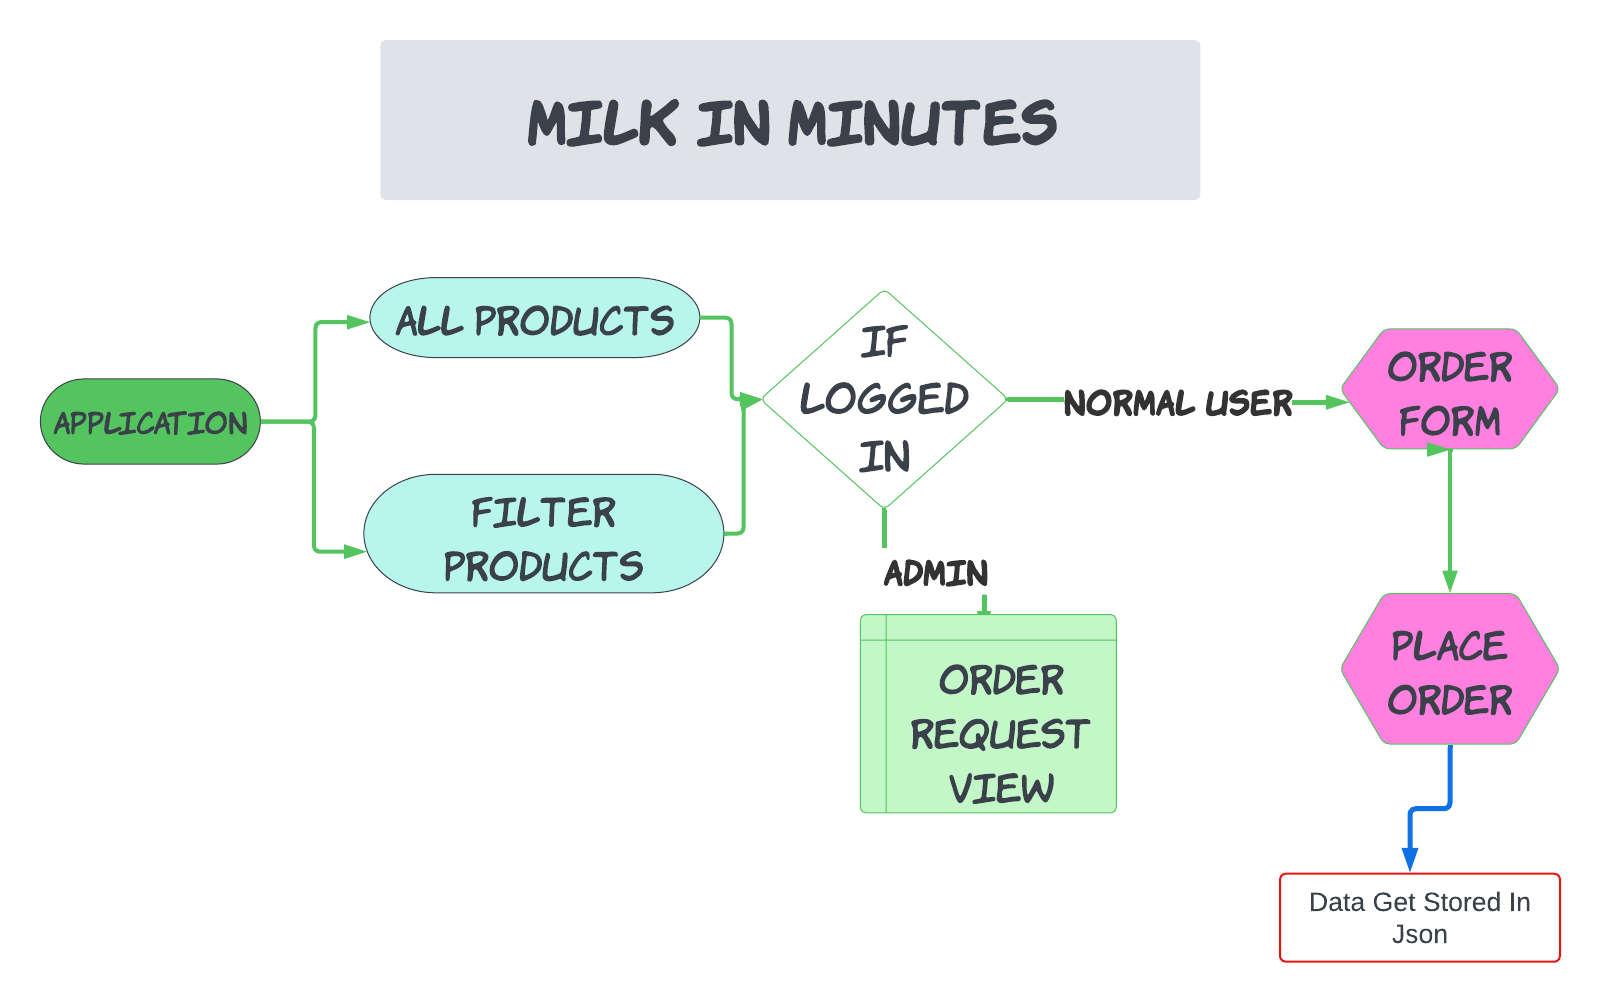 MILK IN MINUTES
APPLICATION
ALL PRODUCTS
FILTER
PRODUCTS
IF
LOGGED
IN
NORMAL USER
ADMIN
ORDER
REQUEST
VIEW
ORDER
FORM
PLACE
ORDER
Data Get Stored In
Json